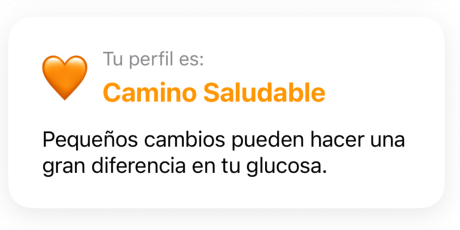 Tu perfil es:
Camino Saludable
Pequeños cambios pueden hacer una
gran diferencia en tu glucosa.